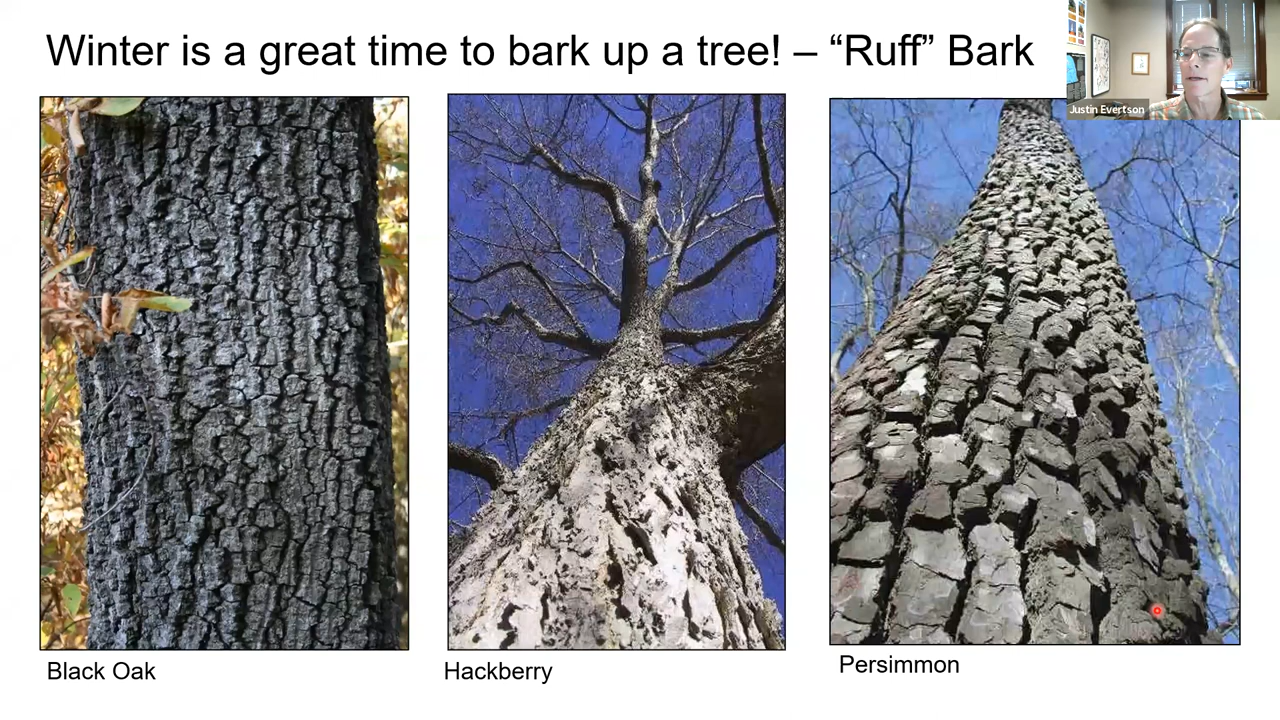 Winter is a great time to bark up a tree! – “Ruff” Bark
Justin Evertson
Black Oak
Hackberry
Persimmon